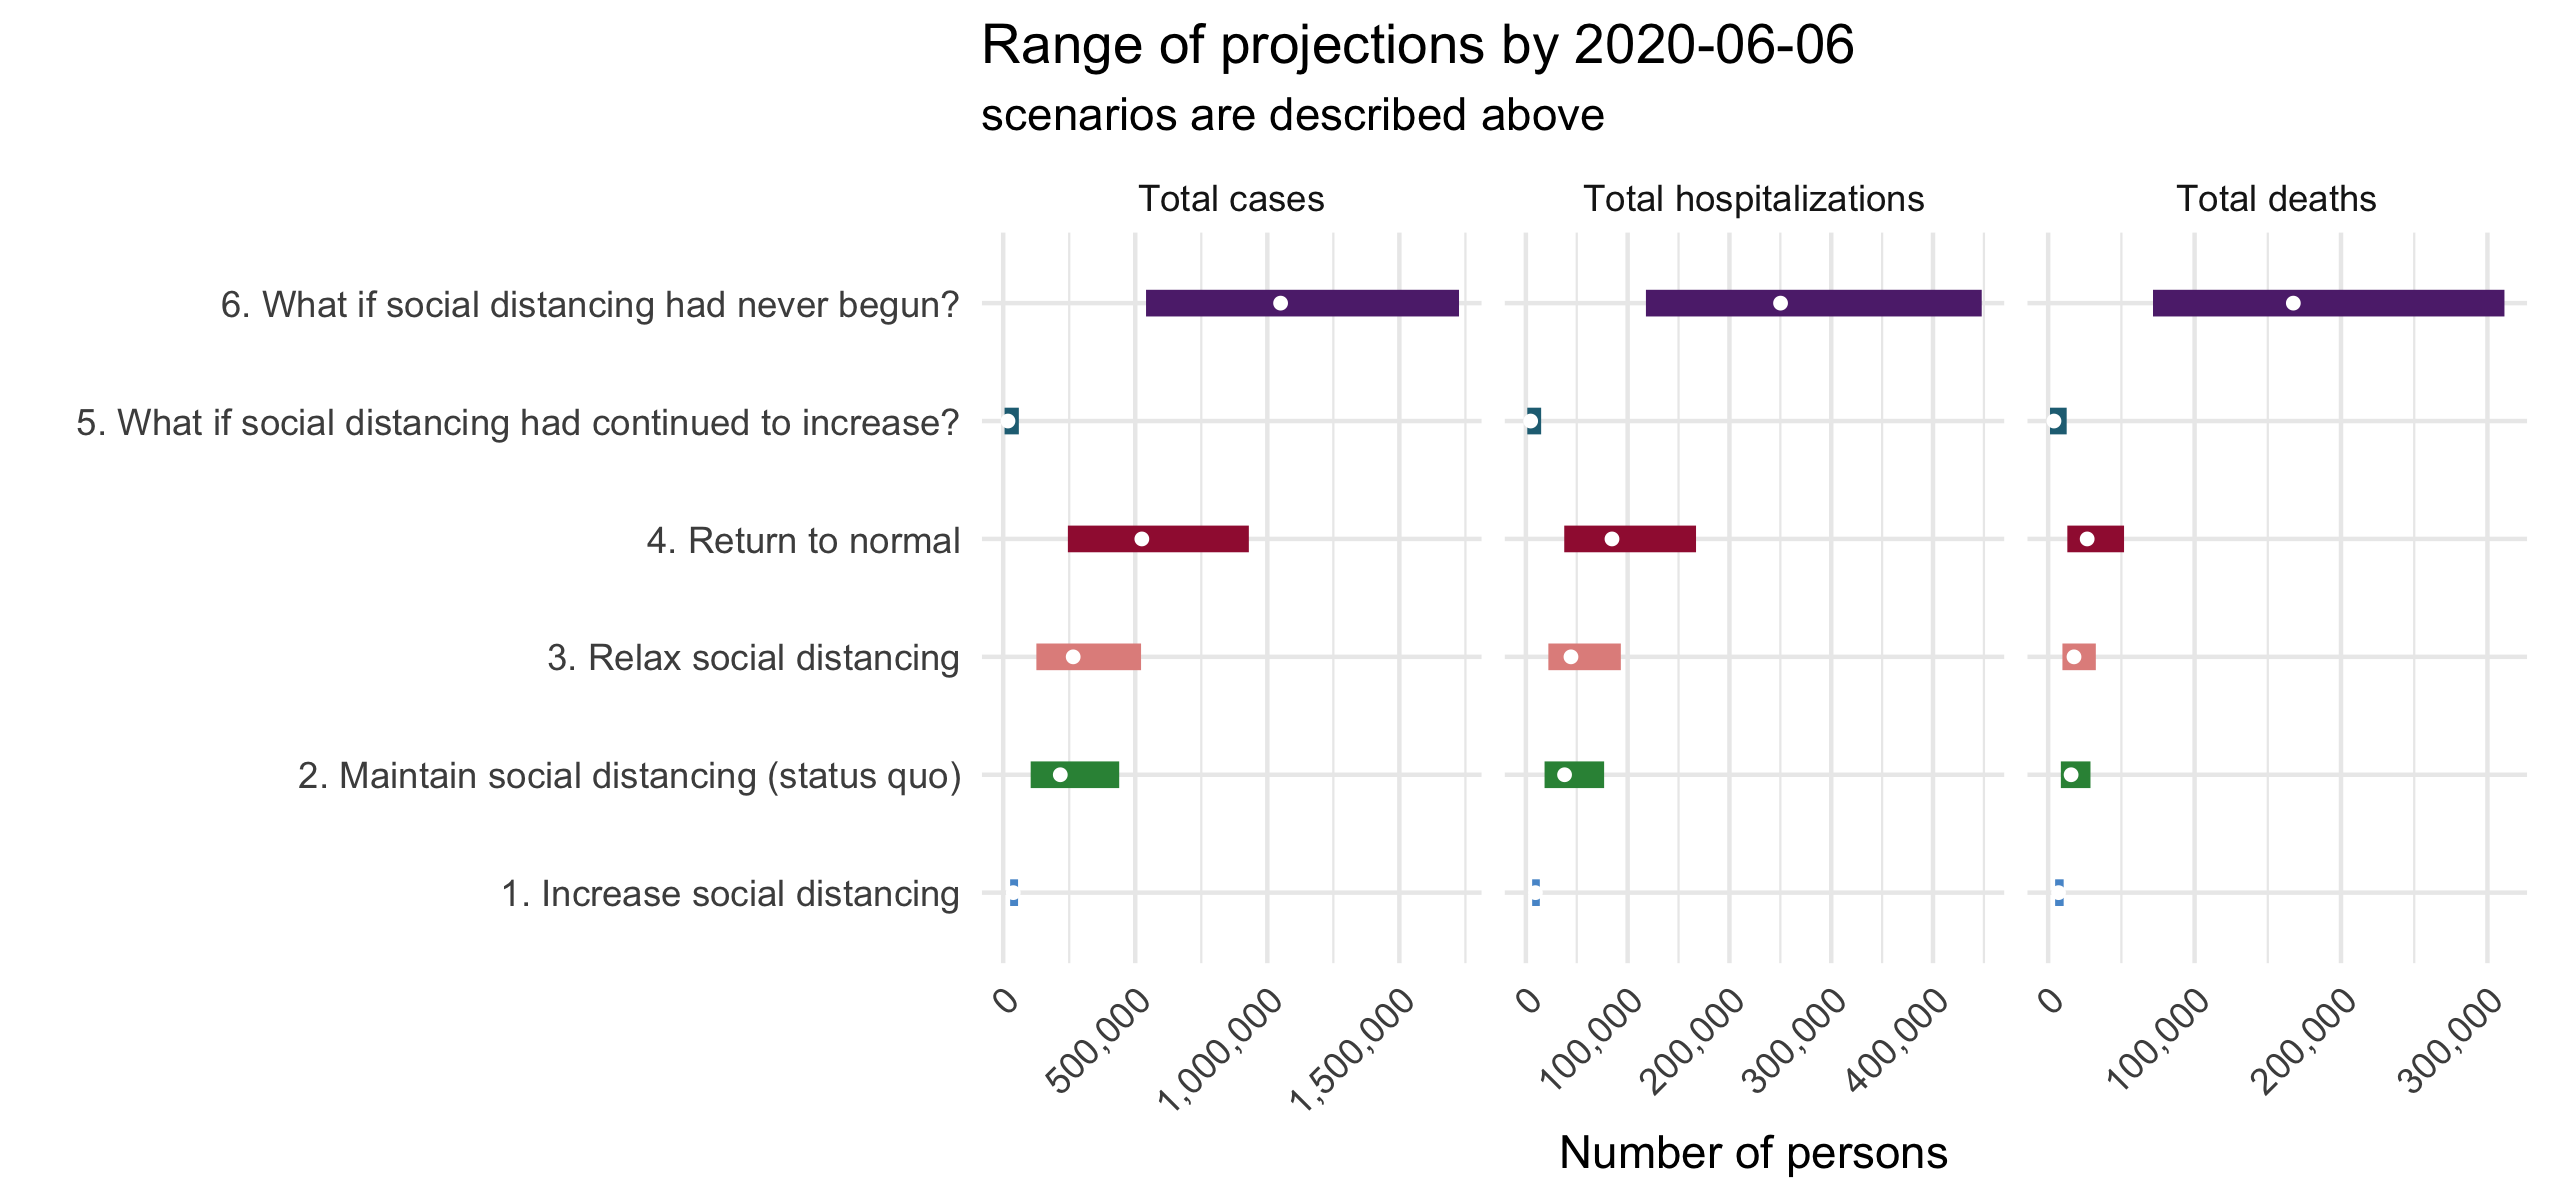 Range of projections by 2020-06-06
scenarios are described above
Total cases
Total hospitalizations
Total deaths
6. What if social distancing had never begun?
5. What if social distancing had continued to increase?
4. Return to normal
3. Relax social distancing
2. Maintain social distancing (status quo)
1. Increase social distancing
0
500,000
1,000,000
1,500,000
0
100,000
200,000
300,000
400,000
0
100,000
200,000
300,000
Number of persons